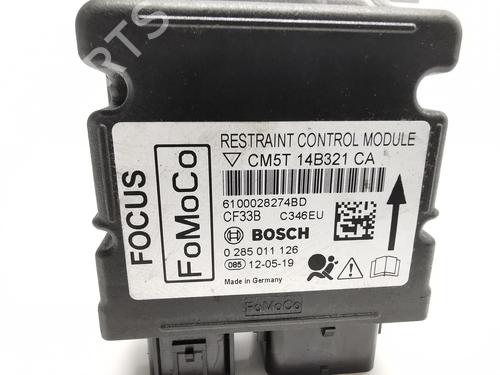 PARTS
FOCUS
FoMoCo
RESTRAINT CONTROL MODULE
CM5T 14B321 CA
6100028274BD
CF33B C346EU
BOSCH
0 285 011 126
085 12-05-19
Made in Germany
FoMoCo